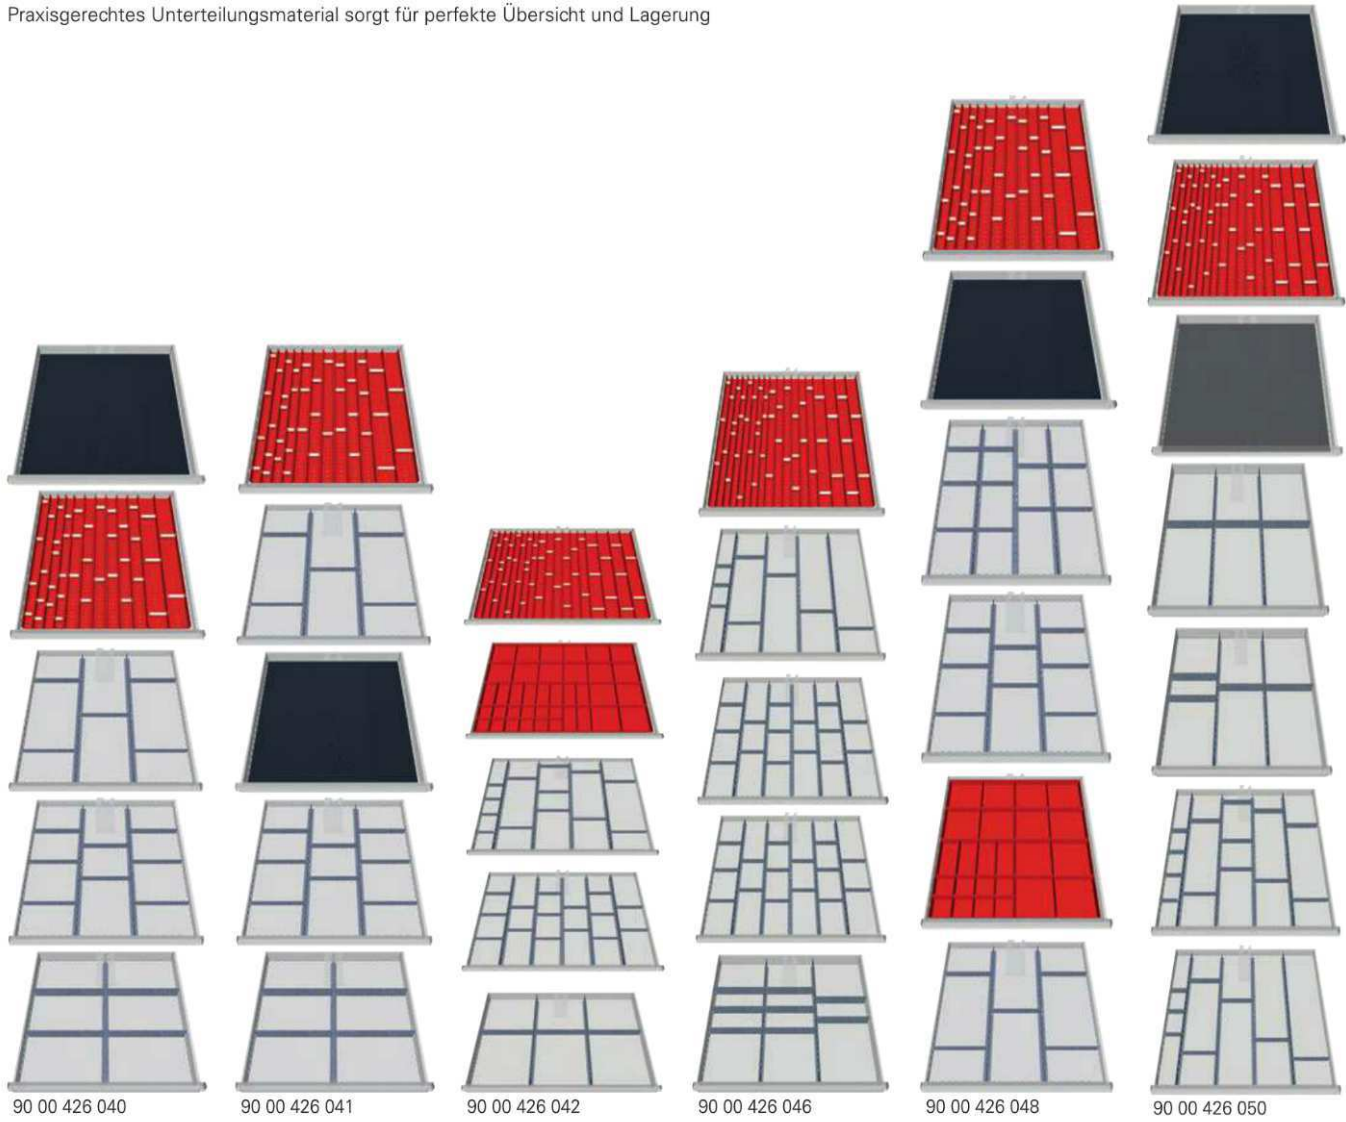 Praxisgerechtes Unterteilungsmaterial sorgt für perfekte Übersicht und Lagerung
90 00 426 040
90 00 426 041
90 00 426 042
90 00 426 046
90 00 426 048
90 00 426 050